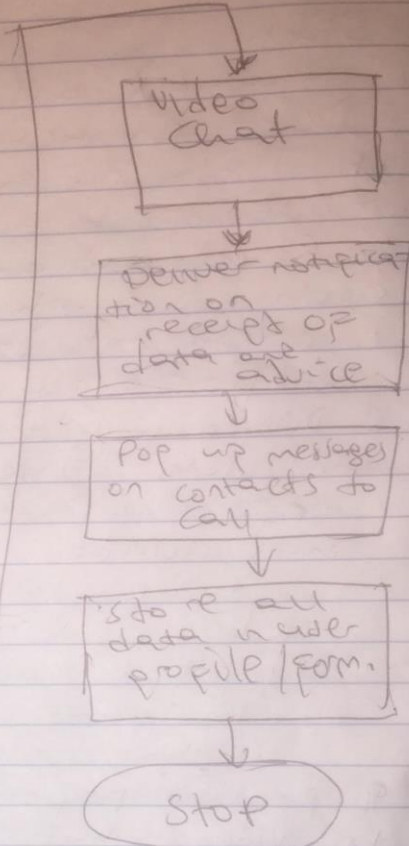 Video
Chat
Deliver notifica-
tion on
receipt of
data and
advice
Pop up messages
on contacts to
Call
Store all
data in user
profile/form.
Stop